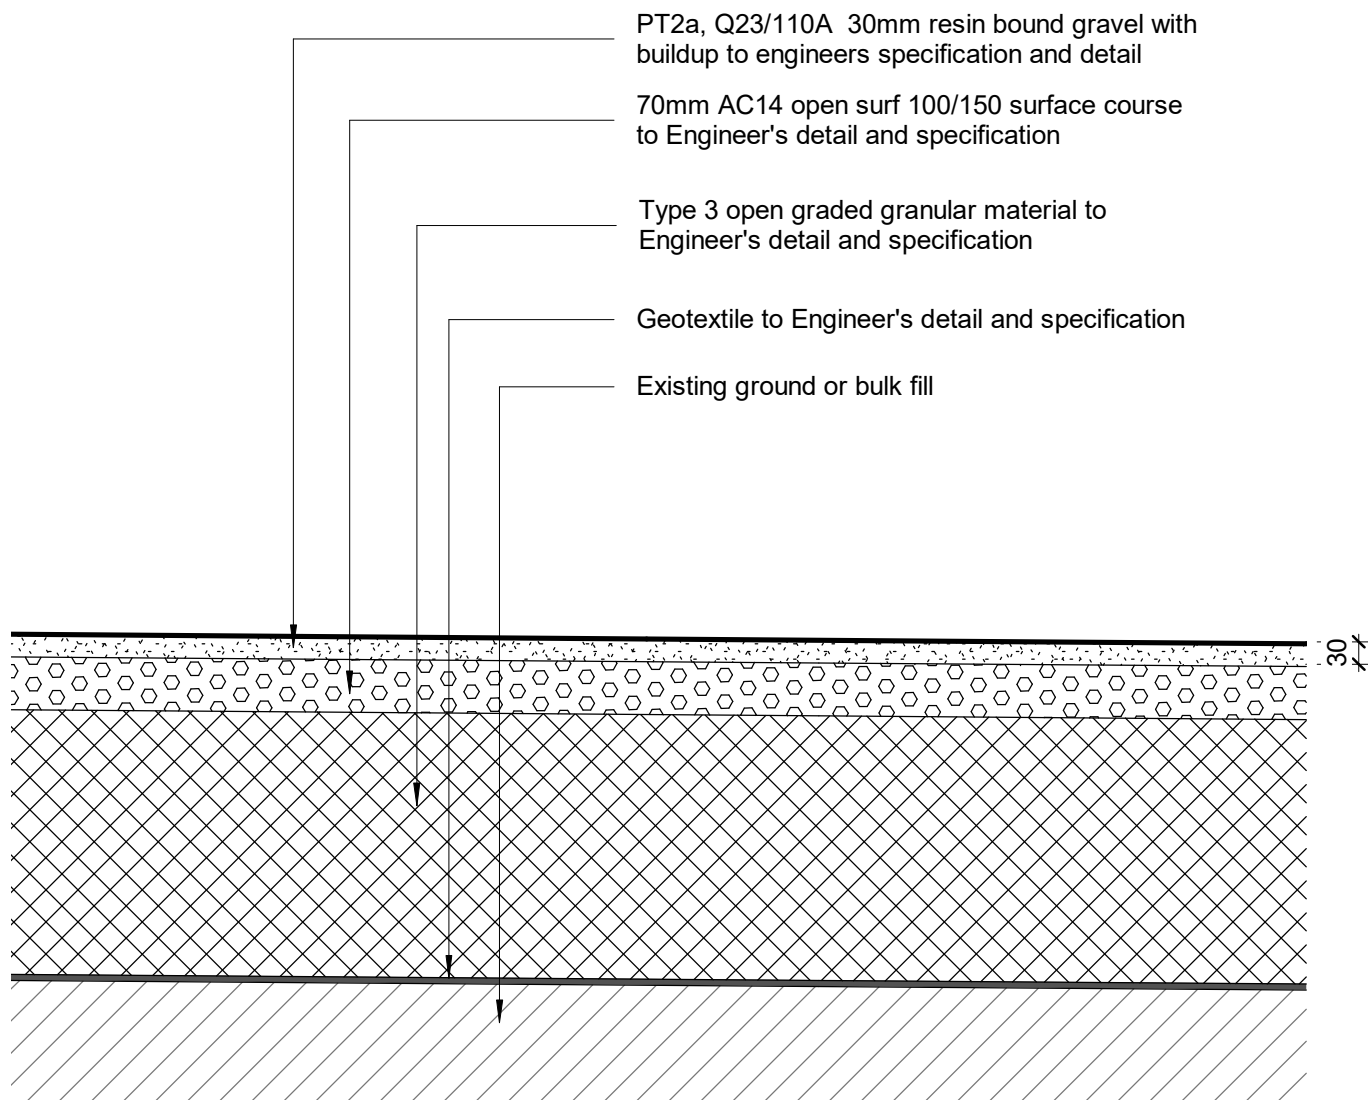 PT2a, Q23/110A  30mm resin bound gravel with
buildup to engineers specification and detail
70mm AC14 open surf 100/150 surface course
to Engineer's detail and specification
Type 3 open graded granular material to
Engineer's detail and specification
Geotextile to Engineer's detail and specification
Existing ground or bulk fill
30